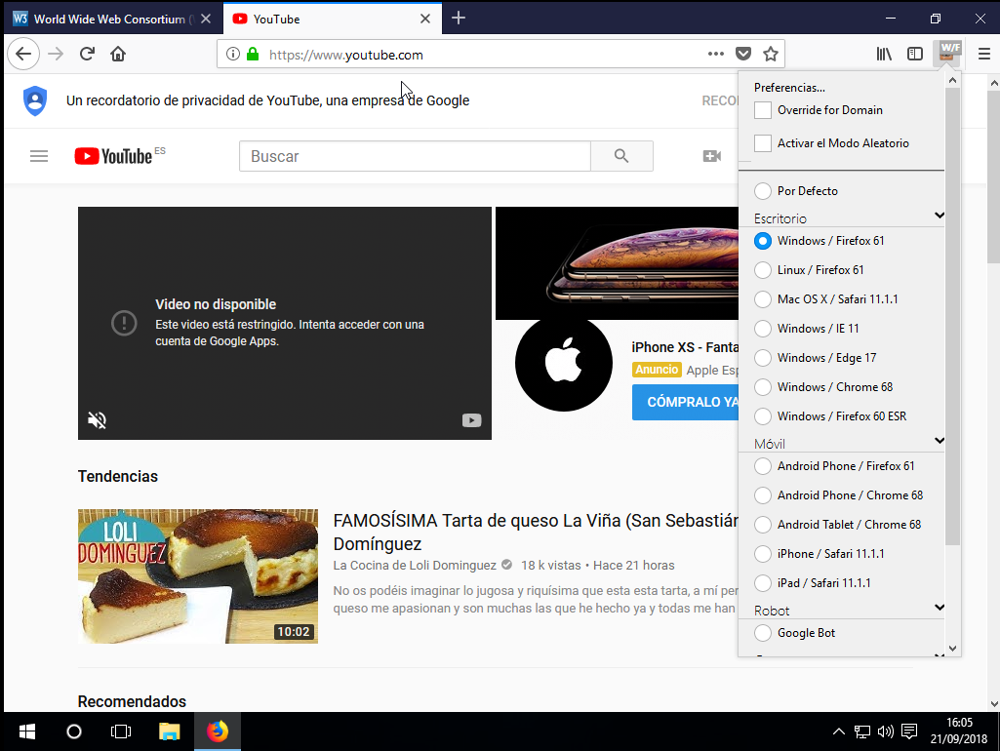 World Wide Web Consortium (
YouTube
https://www.youtube.com
W/F
Un recordatorio de privacidad de YouTube, una empresa de Google
YouTube ES
Buscar
Preferencias...
Override for Domain
Activar el Modo Aleatorio
Por Defecto
Escritorio
Windows / Firefox 61
Linux / Firefox 61
Mac OS X / Safari 11.1.1
Windows / IE 11
Windows / Edge 17
Windows / Chrome 68
Windows / Firefox 60 ESR
Móvil
Android Phone / Firefox 61
Android Phone / Chrome 68
Android Tablet / Chrome 68
iPhone / Safari 11.1.1
iPad / Safari 11.1.1
Robot
Google Bot
Video no disponible
Este video está restringido. Intenta acceder con una
cuenta de Google Apps.
iPhone XS - Fanta
Anuncio Apple Esp
CÓMPRALO YA
Tendencias
LOLI
DOMINGUEZ
10:02
FAMOSÍSIMA Tarta de queso La Viña (San Sebastián
Domínguez
La Cocina de Loli Dominguez 18 k vistas • Hace 21 horas
No os podéis imaginar lo jugosa y riquísima que esta esta tarta, a mí per
queso me apasionan y son muchas las que he hecho ya y todas me han
Recomendados
16:05
21/09/2018